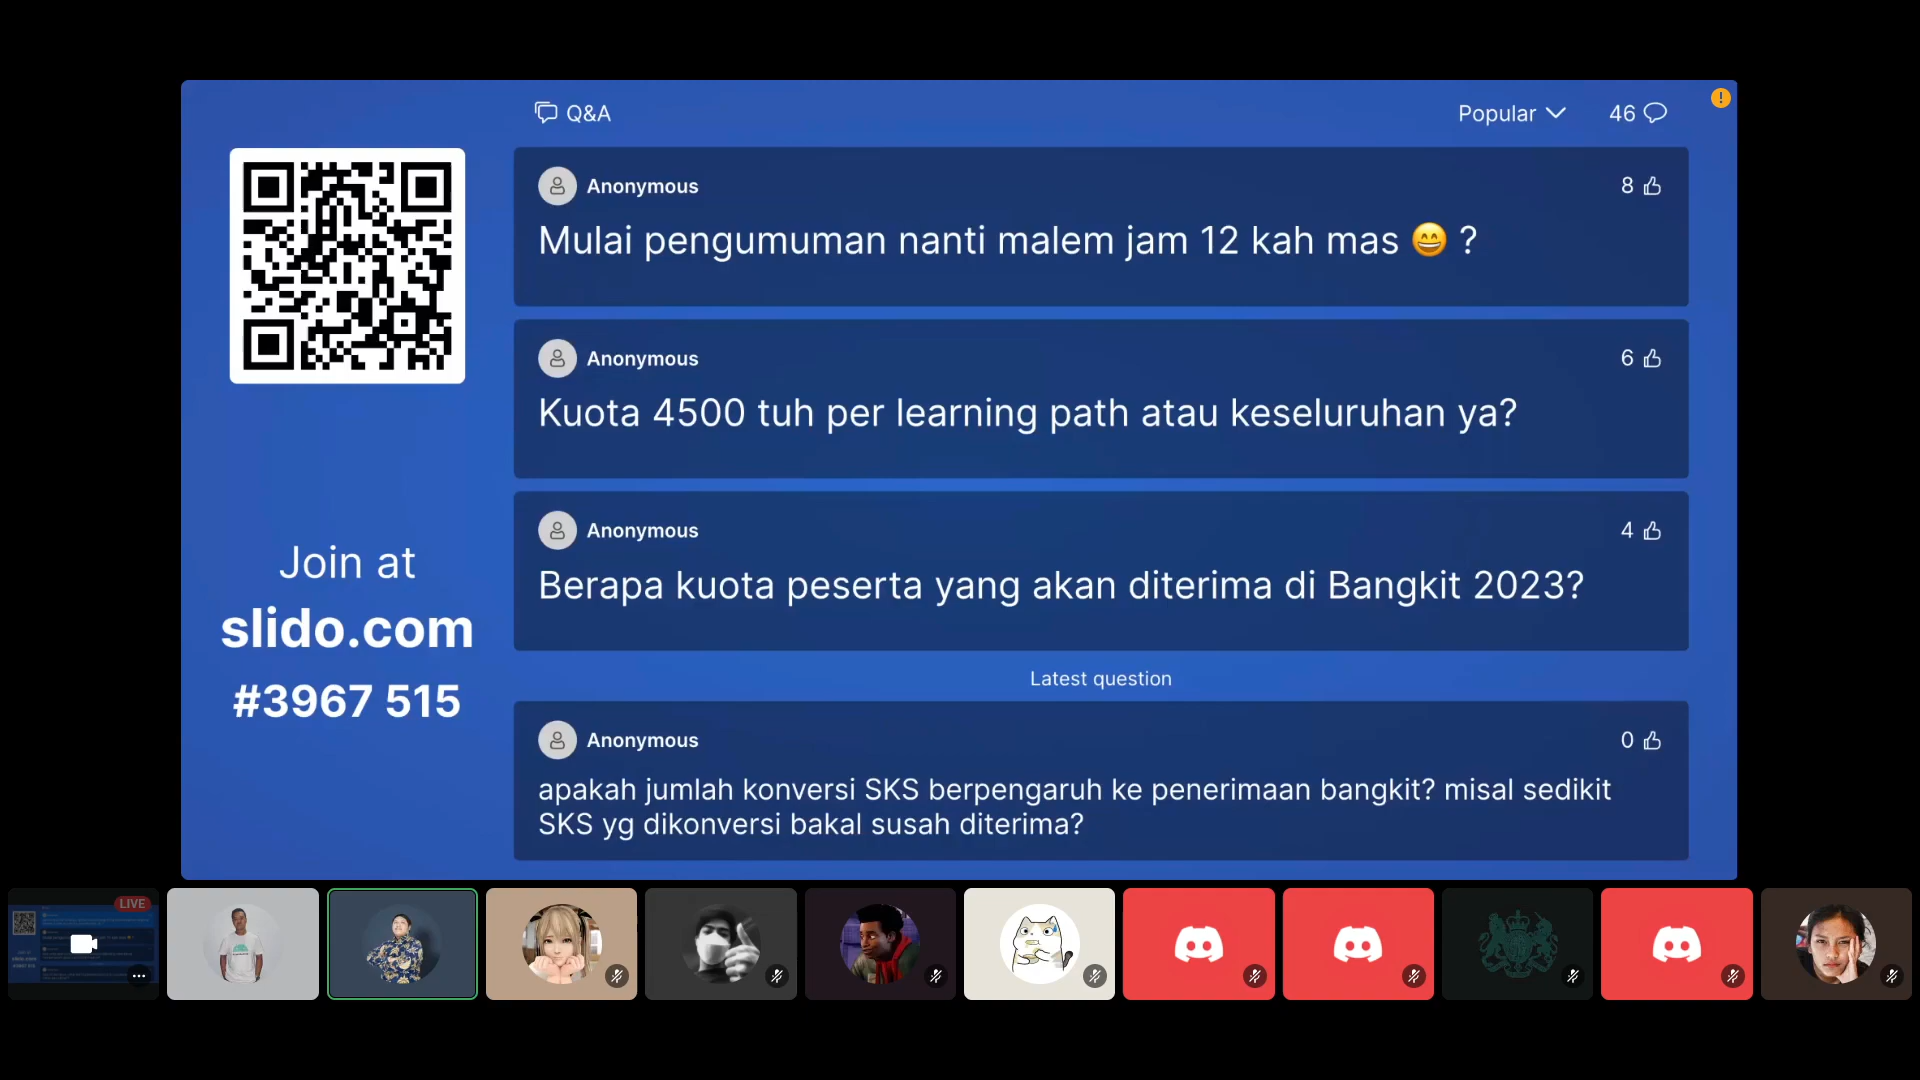 Q&A
Popular
46
Anonymous
8
Mulai pengumuman nanti malem jam 12 kah mas 😄 ?
Anonymous
6
Kuota 4500 tuh per learning path atau keseluruhan ya?
Anonymous
4
Berapa kuota peserta yang akan diterima di Bangkit 2023?
Join at
slido.com
#3967 515
Latest question
Anonymous
0
apakah jumlah konversi SKS berpengaruh ke penerimaan bangkit? misal sedikit
SKS yg dikonversi bakal susah diterima?
LIVE